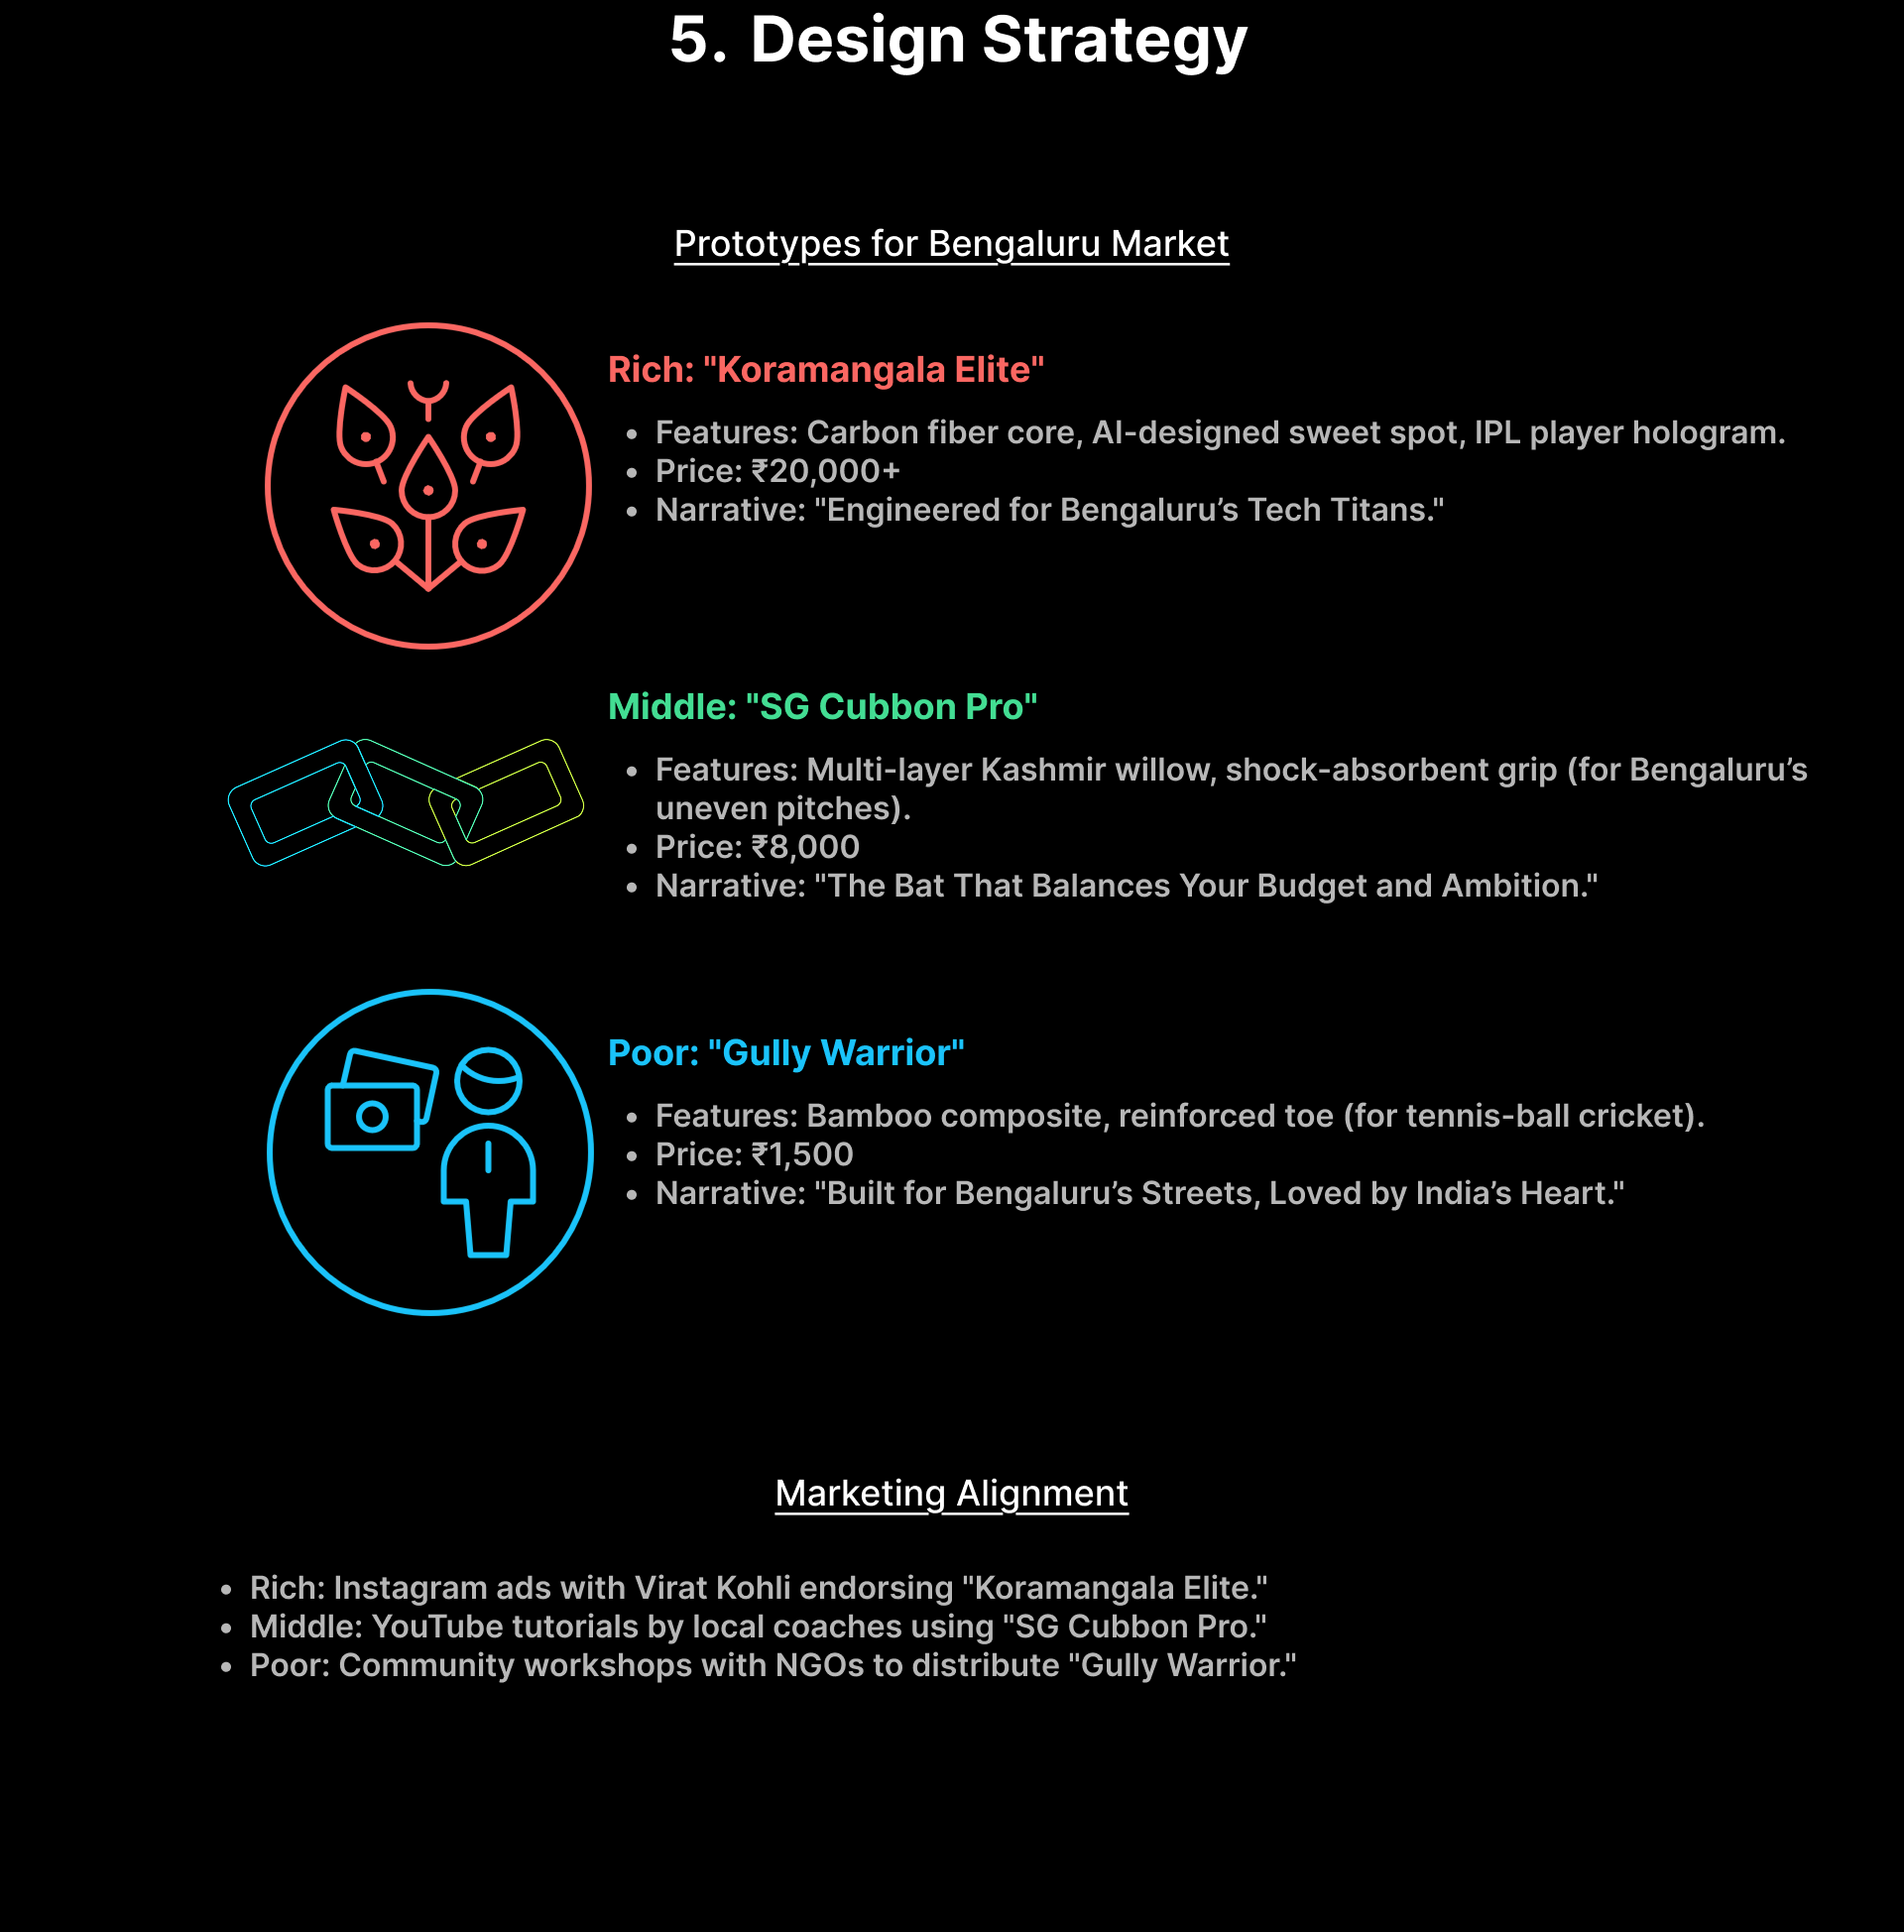 5. Design Strategy
Prototypes for Bengaluru Market
Rich: "Koramangala Elite"
• Features: Carbon fiber core, AI-designed sweet spot, IPL player hologram.
• Price: ₹20,000+
• Narrative: "Engineered for Bengaluru’s Tech Titans."
Middle: "SG Cubbon Pro"
• Features: Multi-layer Kashmir willow, shock-absorbent grip (for Bengaluru’s
uneven pitches).
• Price: ₹8,000
• Narrative: "The Bat That Balances Your Budget and Ambition."
Poor: "Gully Warrior"
• Features: Bamboo composite, reinforced toe (for tennis-ball cricket).
• Price: ₹1,500
• Narrative: "Built for Bengaluru’s Streets, Loved by India’s Heart."
Marketing Alignment
• Rich: Instagram ads with Virat Kohli endorsing "Koramangala Elite."
• Middle: YouTube tutorials by local coaches using "SG Cubbon Pro."
• Poor: Community workshops with NGOs to distribute "Gully Warrior."